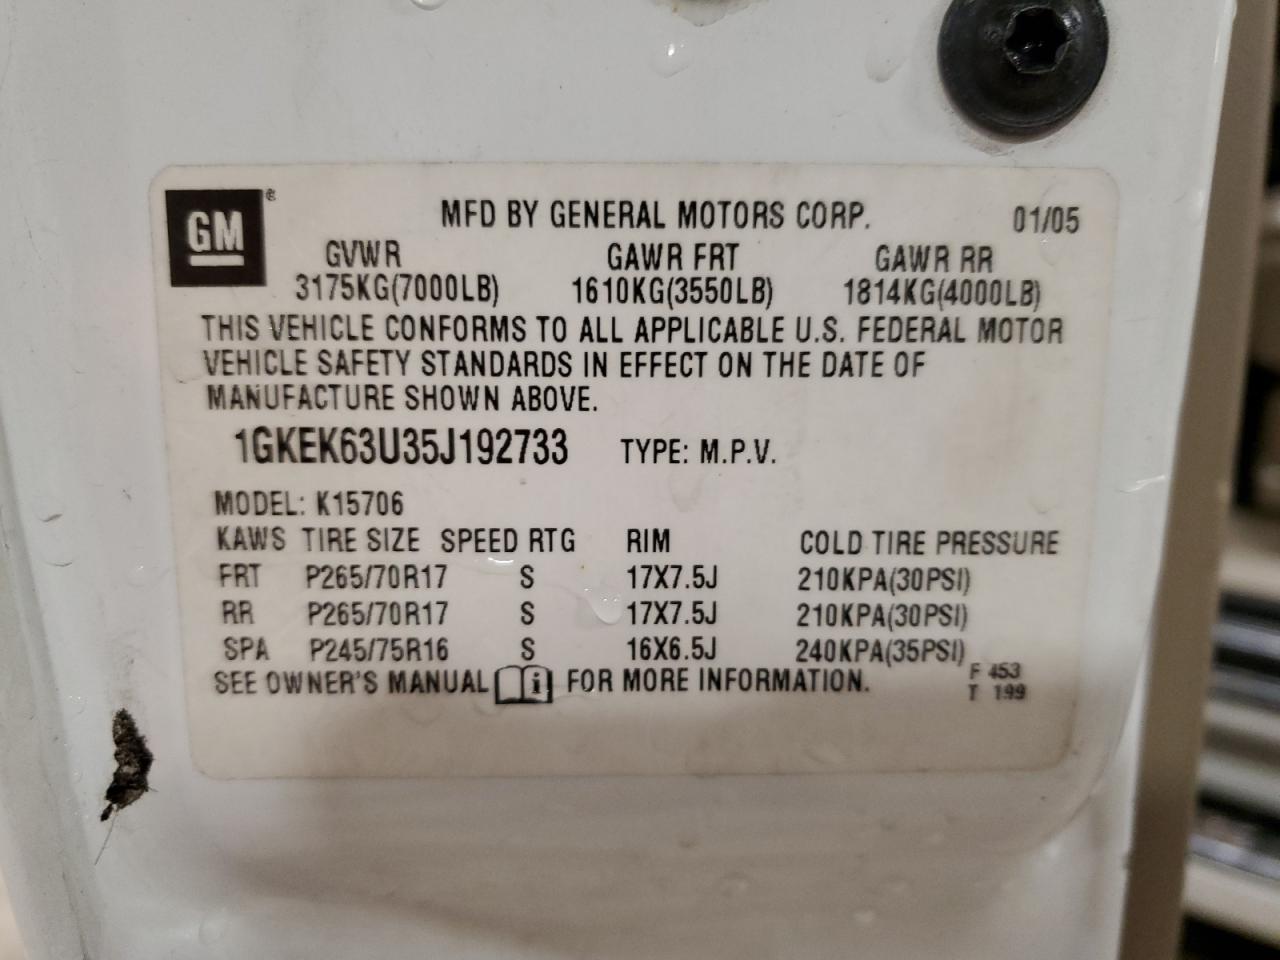 GM ®
MFD BY GENERAL MOTORS CORP. 01/05
GVWR GAWR FRT GAWR RR
3175KG(7000LB) 1610KG(3550LB) 1814KG(4000LB)
THIS VEHICLE CONFORMS TO ALL APPLICABLE U.S. FEDERAL MOTOR
VEHICLE SAFETY STANDARDS IN EFFECT ON THE DATE OF
MANUFACTURE SHOWN ABOVE.
1GKEK63U35J192733 TYPE: M.P.V.
MODEL: K15706
KAWS TIRE SIZE SPEED RTG RIM COLD TIRE PRESSURE
FRT P265/70R17 S 17X7.5J 210KPA(30PSI)
RR P265/70R17 S 17X7.5J 210KPA(30PSI)
SPA P245/75R16 S 16X6.5J 240KPA(35PSI)
SEE OWNER'S MANUAL i FOR MORE INFORMATION. F 453
T 199